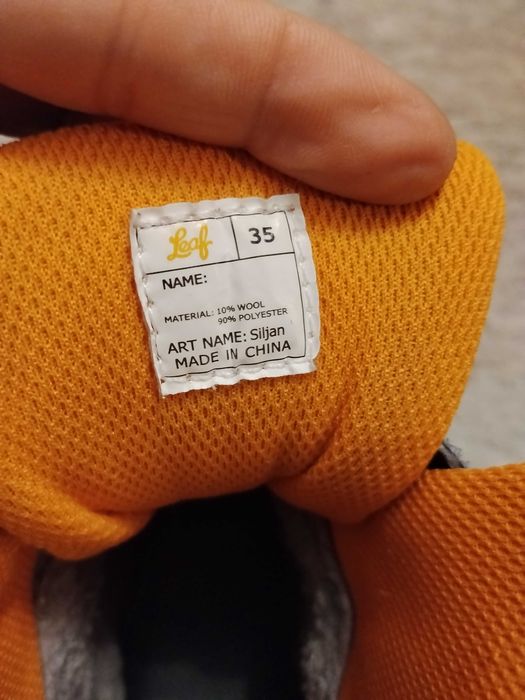 Leaf 35
NAME:
MATERIAL: 10% WOOL
90% POLYESTER
ART NAME: Siljan
MADE IN CHINA